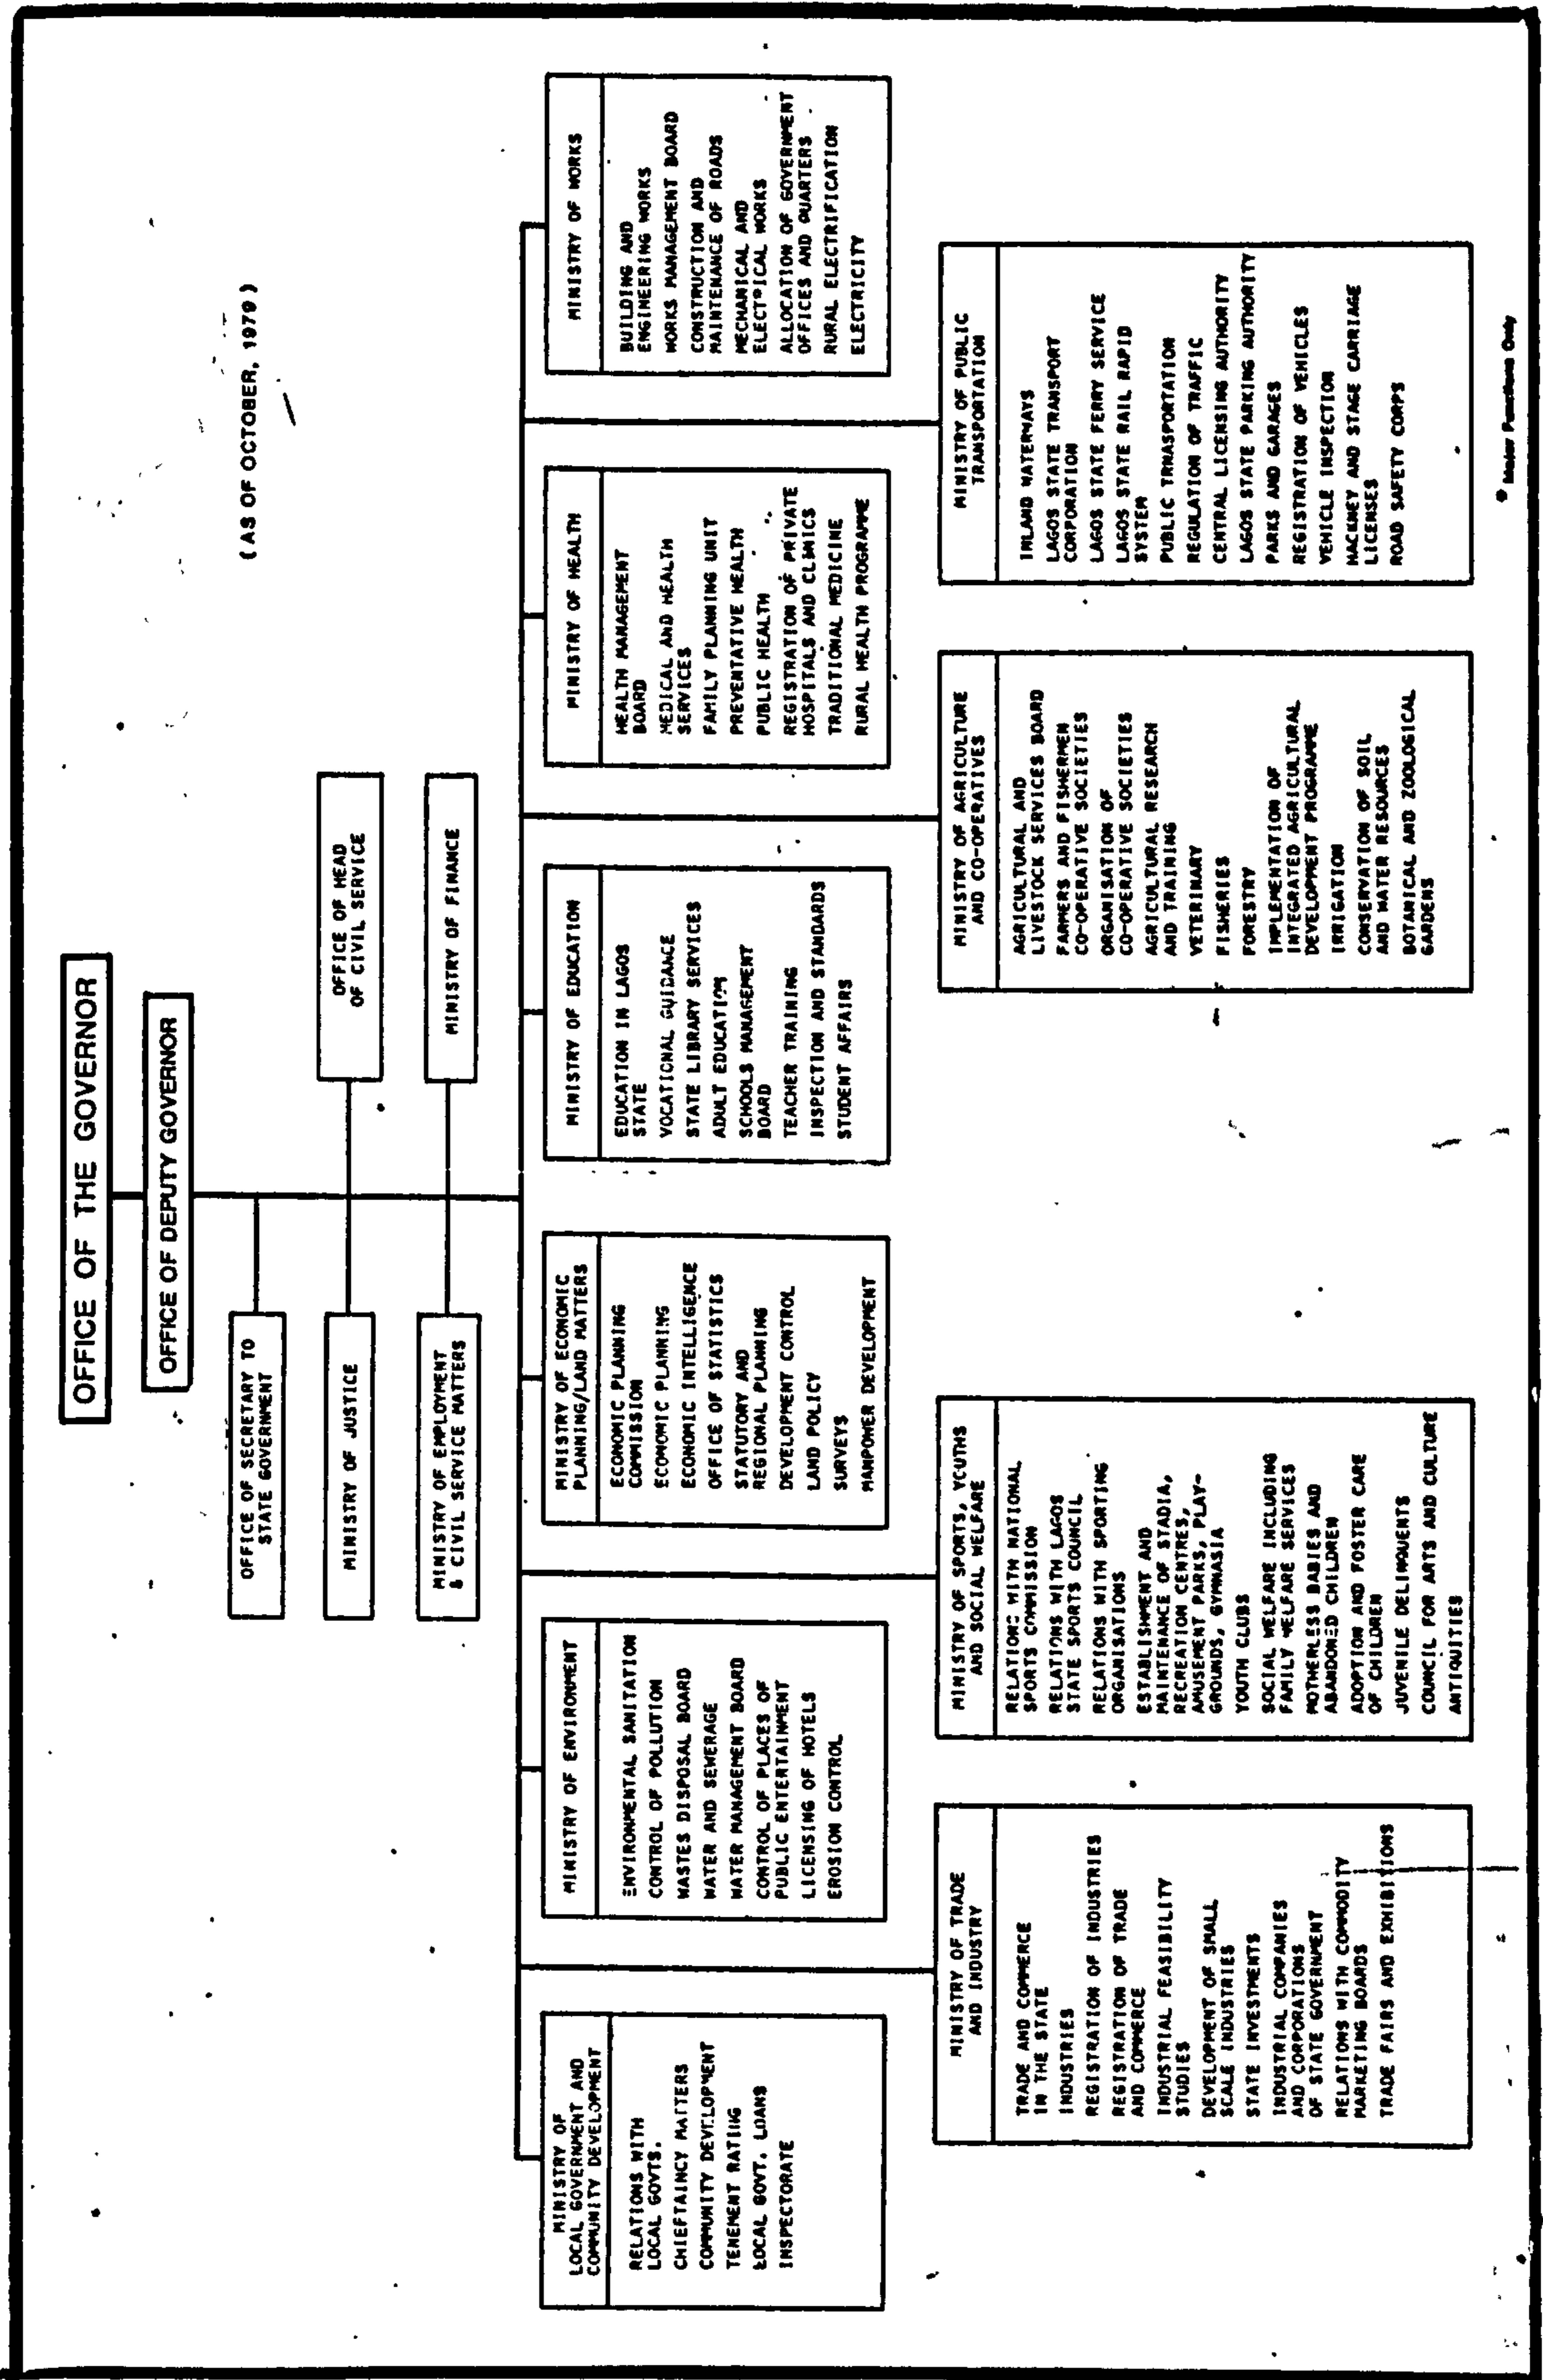 OFFICE OF THE GOVERNOR
OFFICE OF DEPUTY GOVERNOR
(AS OF OCTOBER, 1979)
OFFICE OF SECRETARY TO
STATE GOVERNMENT
MINISTRY OF JUSTICE
OFFICE OF HEAD
OF CIVIL SERVICE
MINISTRY OF EMPLOYMENT
& CIVIL SERVICE MATTERS
MINISTRY OF FINANCE
MINISTRY OF
LOCAL GOVERNMENT AND
COMMUNITY DEVELOPMENT
RELATIONS WITH
LOCAL GOVTS.
CHIEFTAINCY MATTERS
COMMUNITY DEVELOPMENT
TENEMENT RATING
LOCAL GOVT. LOANS
INSPECTORATE
MINISTRY OF ENVIRONMENT
ENVIRONMENTAL SANITATION
CONTROL OF POLLUTION
WASTES DISPOSAL BOARD
WATER AND SEWERAGE
WATER MANAGEMENT BOARD
CONTROL OF PLACES OF
PUBLIC ENTERTAINMENT
LICENSING OF HOTELS
EROSION CONTROL
MINISTRY OF ECONOMIC
PLANNING/LAND MATTERS
ECONOMIC PLANNING
COMMISSION
ECONOMIC PLANNING
ECONOMIC INTELLIGENCE
OFFICE OF STATISTICS
STATUTORY AND
REGIONAL PLANNING
DEVELOPMENT CONTROL
LAND POLICY
SURVEYS
MANPOWER DEVELOPMENT
MINISTRY OF EDUCATION
EDUCATION IN LAGOS
STATE
VOCATIONAL GUIDANCE
STATE LIBRARY SERVICES
ADULT EDUCATION
SCHOOLS MANAGEMENT
BOARD
TEACHER TRAINING
INSPECTION AND STANDARDS
STUDENT AFFAIRS
MINISTRY OF HEALTH
HEALTH MANAGEMENT
BOARD
MEDICAL AND HEALTH
SERVICES
FAMILY PLANNING UNIT
PREVENTATIVE HEALTH
PUBLIC HEALTH
REGISTRATION OF PRIVATE
HOSPITALS AND CLINICS
TRADITIONAL MEDICINE
RURAL HEALTH PROGRAMME
MINISTRY OF WORKS
BUILDING AND
ENGINEERING WORKS
WORKS MANAGEMENT BOARD
CONSTRUCTION AND
MAINTENANCE OF ROADS
MECHANICAL AND
ELECTRICAL WORKS
ALLOCATION OF GOVERNMENT
OFFICES AND QUARTERS
RURAL ELECTRIFICATION
ELECTRICITY
MINISTRY OF TRADE
AND INDUSTRY
TRADE AND COMMERCE
IN THE STATE
INDUSTRIES
REGISTRATION OF INDUSTRIES
REGISTRATION OF TRADE
AND COMMERCE
INDUSTRIAL FEASIBILITY
STUDIES
DEVELOPMENT OF SMALL
SCALE INDUSTRIES
STATE INVESTMENTS
INDUSTRIAL COMPANIES
AND CORPORATIONS
OF STATE GOVERNMENT
RELATIONS WITH COMMODITY
MARKETING BOARDS
TRADE FAIRS AND EXHIBITIONS
MINISTRY OF SPORTS, YOUTHS
AND SOCIAL WELFARE
RELATIONS WITH NATIONAL
SPORTS COMMISSION
RELATIONS WITH LAGOS
STATE SPORTS COUNCIL
RELATIONS WITH SPORTING
ORGANISATIONS
ESTABLISHMENT AND
MAINTENANCE OF STADIA,
RECREATION CENTRES,
AMUSEMENT PARKS, PLAY-
GROUNDS, GYMNASIA
YOUTH CLUBS
SOCIAL WELFARE INCLUDING
FAMILY WELFARE SERVICES
MOTHERLESS BABIES AND
ABANDONED CHILDREN
ADOPTION AND FOSTER CARE
OF CHILDREN
JUVENILE DELINQUENTS
COUNCIL FOR ARTS AND CULTURE
ANTIQUITIES
MINISTRY OF AGRICULTURE
AND CO-OPERATIVES
AGRICULTURAL AND
LIVESTOCK SERVICES BOARD
FARMERS AND FISHERMEN
CO-OPERATIVE SOCIETIES
ORGANISATION OF
CO-OPERATIVE SOCIETIES
AGRICULTURAL RESEARCH
AND TRAINING
VETERINARY
FISHERIES
FORESTRY
IMPLEMENTATION OF
INTEGRATED AGRICULTURAL
DEVELOPMENT PROGRAMME
IRRIGATION
CONSERVATION OF SOIL
AND WATER RESOURCES
BOTANICAL AND ZOOLOGICAL
GARDENS
MINISTRY OF PUBLIC
TRANSPORTATION
INLAND WATERWAYS
LAGOS STATE TRANSPORT
CORPORATION
LAGOS STATE FERRY SERVICE
LAGOS STATE RAIL RAPID
SYSTEM
PUBLIC TRNASPORTATION
REGULATION OF TRAFFIC
CENTRAL LICENSING AUTHORITY
LAGOS STATE PARKING AUTHORITY
PARKS AND GARAGES
REGISTRATION OF VEHICLES
VEHICLE INSPECTION
HACKNEY AND STAGE CARRIAGE
LICENSES
ROAD SAFETY CORPS
* Major Functions Only